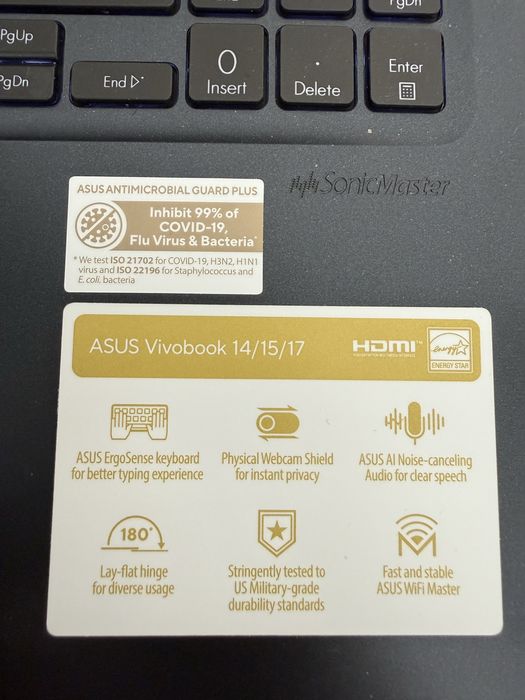 PgDn
PgUp
PgDn
End
0
Insert
.
Delete
Enter
SonicMaster
ASUS ANTIMICROBIAL GUARD PLUS
Inhibit 99% of
COVID-19,
Flu Virus & Bacteria*
* We test ISO 21702 for COVID-19, H3N2, H1N1
virus and ISO 22196 for Staphylococcus and
E. coli, bacteria
ASUS Vivobook 14/15/17
HDMI™
energy
ENERGY STAR
ASUS ErgoSense keyboard
for better typing experience
Physical Webcam Shield
for instant privacy
ASUS AI Noise-canceling
Audio for clear speech
180°
Lay-flat hinge
for diverse usage
Stringently tested to
US Military-grade
durability standards
Fast and stable
ASUS WiFi Master